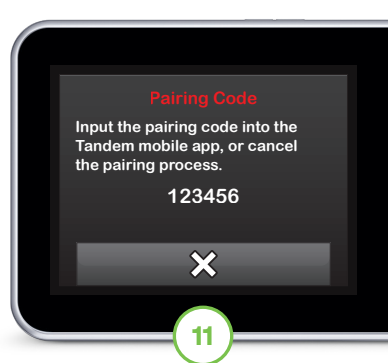 Pairing Code
Input the pairing code into the
Tandem mobile app, or cancel
the pairing process.
123456
11